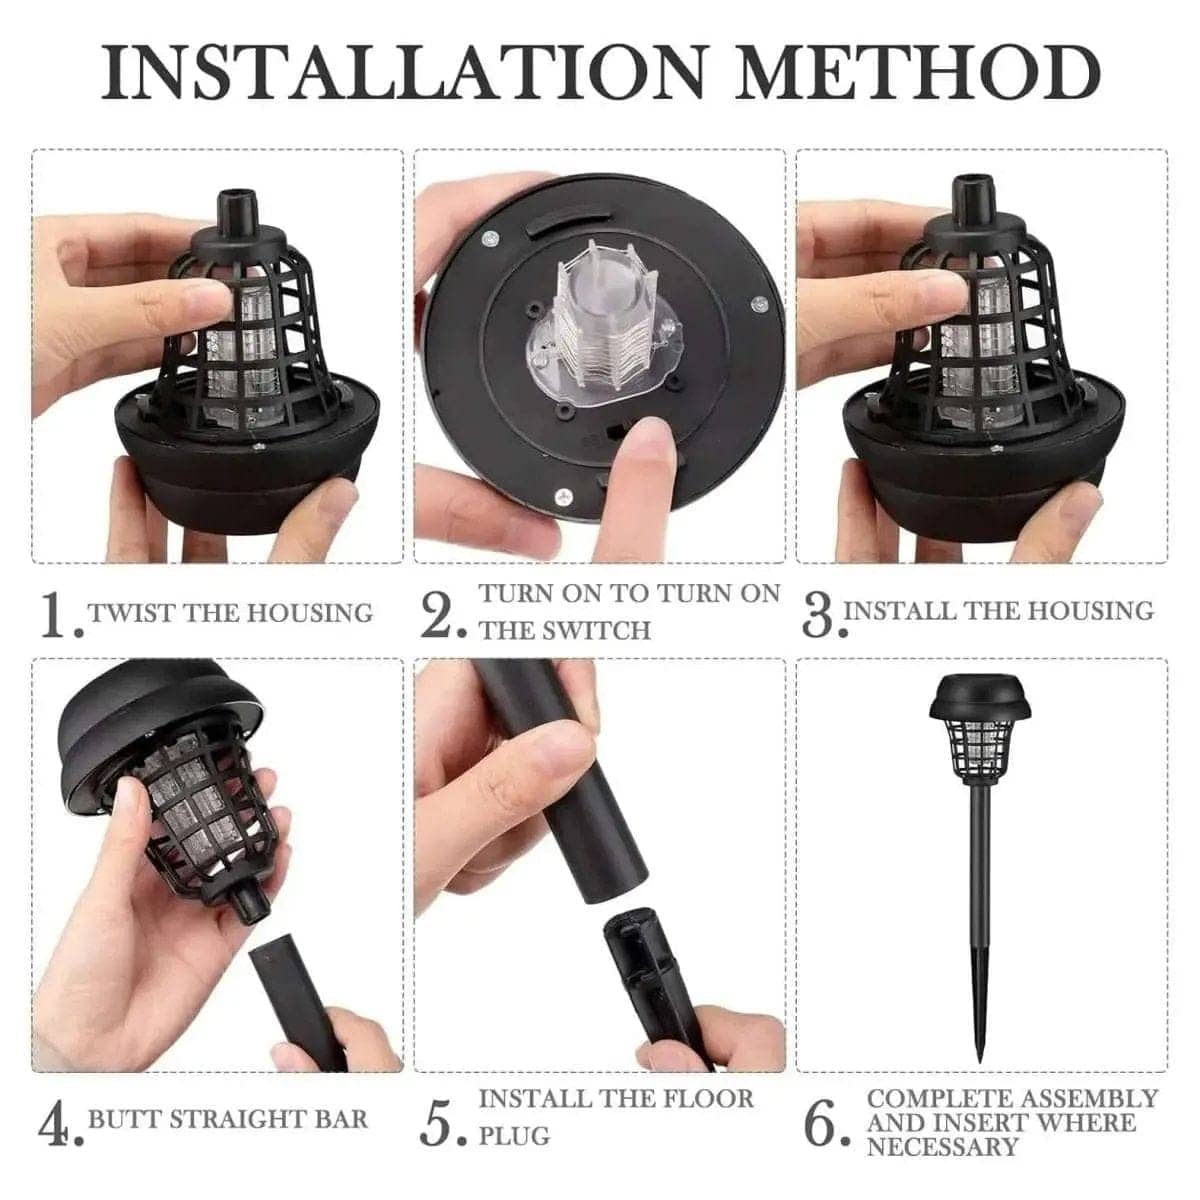 INSTALLATION METHOD
1. TWIST THE HOUSING
2. TURN ON TO TURN ON
THE SWITCH
3. INSTALL THE HOUSING
4. BUTT STRAIGHT BAR
5. INSTALL THE FLOOR
PLUG
6. COMPLETE ASSEMBLY
AND INSERT WHERE
NECESSARY